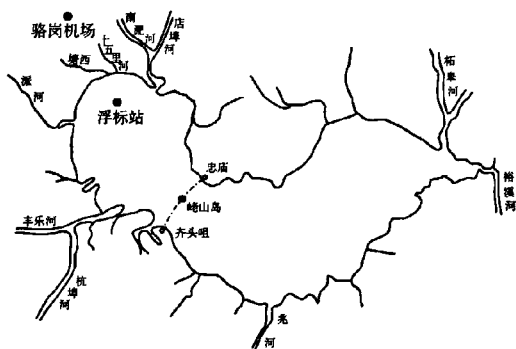 骆岗机场
南淝河
店埠河
十五里河
塘西
派河
浮标站
柘皋河
忠庙
裕溪河
姥山岛
齐头咀
丰乐河
杭埠河
兆河